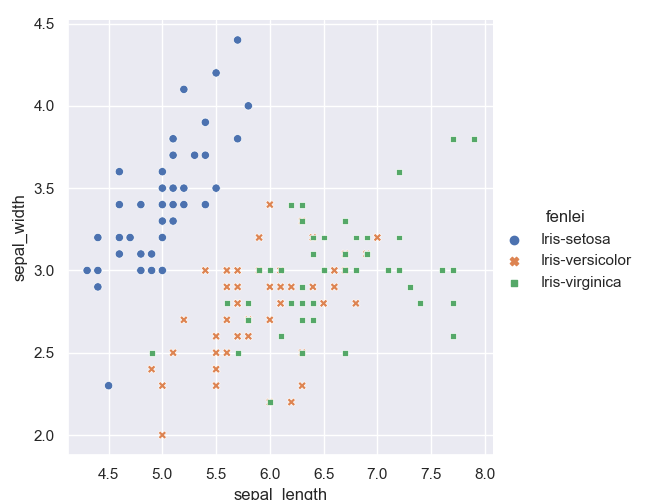 4.5
4.0
3.5
3.0
2.5
2.0
sepal_width
4.5 5.0 5.5 6.0 6.5 7.0 7.5 8.0
sepal_length
fenlei
Iris-setosa
Iris-versicolor
Iris-virginica